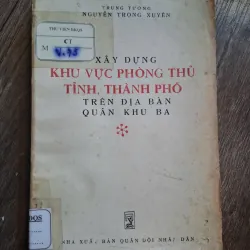 TRUNG TƯỚNG
NGUYỄN TRỌNG XUYÊN
XÂY DỰNG
KHU VỰC PHÒNG THỦ
TỈNH, THÀNH PHỐ
TRÊN ĐỊA BÀN
QUÂN KHU BA
XUẤT BẢN QUÂN ĐỘI NHÂN DÂN